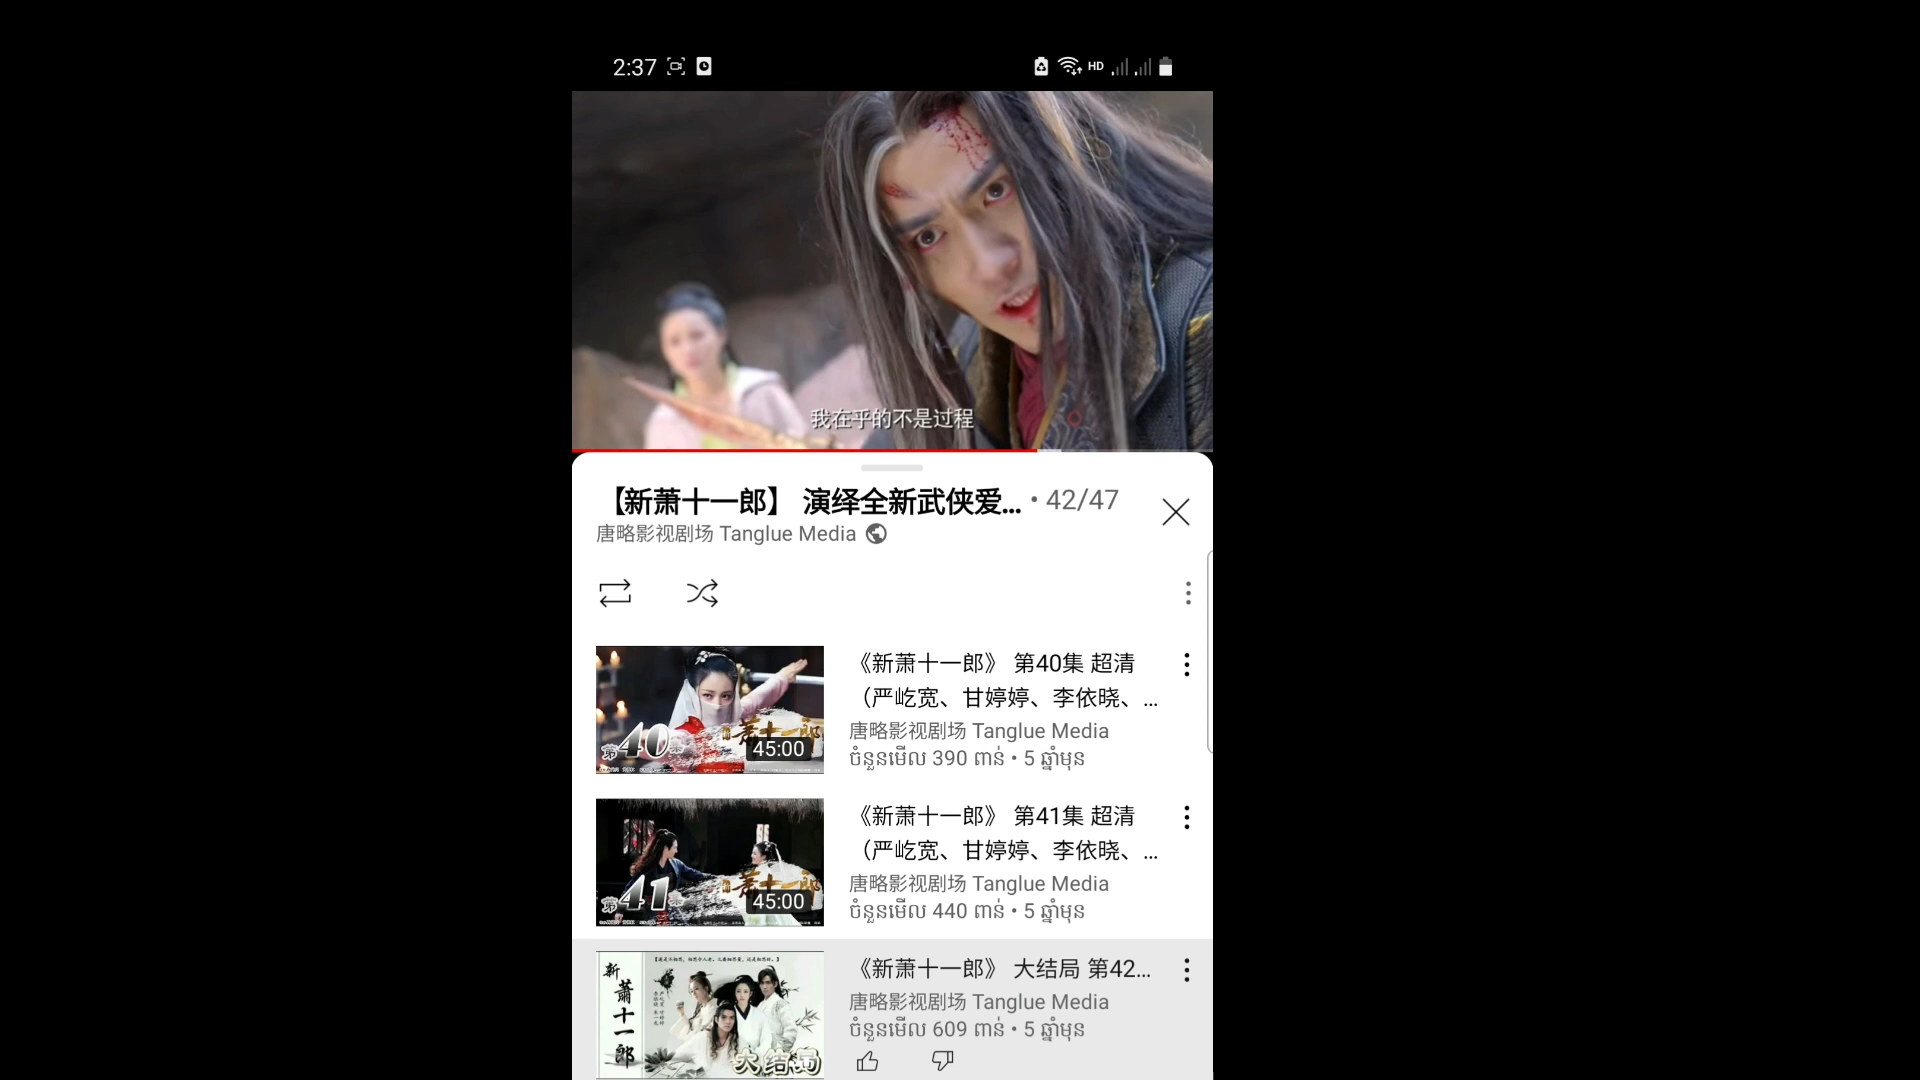 2:37
HD
我在乎的不是过程
【新萧十一郎】 演绎全新武侠爱... • 42/47
唐略影视剧场 Tanglue Media
第40集
45:00
《新萧十一郎》 第40集 超清
（严屹宽、甘婷婷、李依晓、...
唐略影视剧场 Tanglue Media
ចំនួនមើល 390 ពាន់ • 5 ឆ្នាំមុន
第41集
45:00
《新萧十一郎》 第41集 超清
（严屹宽、甘婷婷、李依晓、...
唐略影视剧场 Tanglue Media
ចំនួនមើល 440 ពាន់ • 5 ឆ្នាំមុន
新萧十一郎
大结局
《新萧十一郎》 大结局 第42...
唐略影视剧场 Tanglue Media
ចំនួនមើល 609 ពាន់ • 5 ឆ្នាំមុន